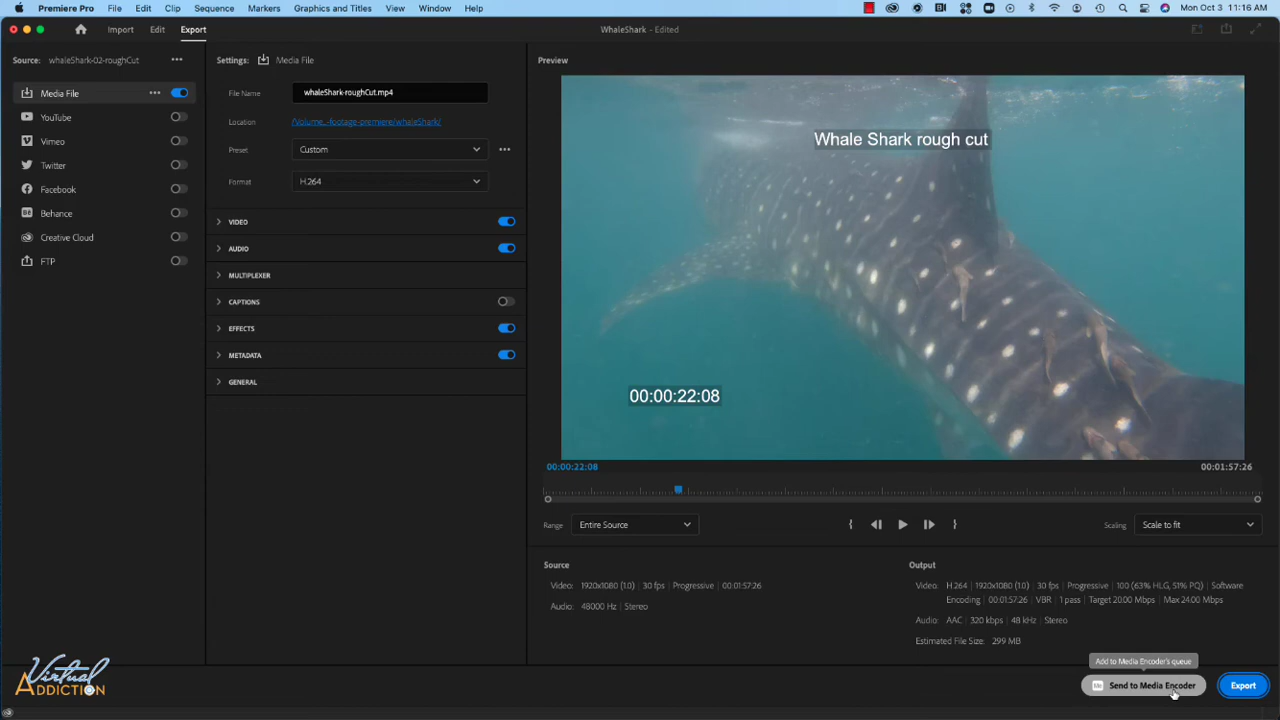 Premiere Pro File Edit Clip Sequence Markers Graphics and Titles View Window Help Mon Oct 3 11:16 AM
Import Edit Export WhaleShark - Edited
Source: whaleShark-02-roughCut ...
Media File ...
YouTube
Vimeo
Twitter
Facebook
Behance
Creative Cloud
FTP
Settings: Media File
File Name whaleShark-roughCut.mp4
Location /Volume...-footage-premiere/whaleShark/
Preset Custom ...
Format H.264
VIDEO
AUDIO
MULTIPLEXER
CAPTIONS
EFFECTS
METADATA
GENERAL
Preview
Whale Shark rough cut
00:00:22:08
00:00:22:08 00:01:57:26
Range Entire Source Scaling Scale to fit
Source
Video: 1920x1080 (1.0) | 30 fps | Progressive | 00:01:57:26
Audio: 48000 Hz | Stereo
Output
Video: H.264 | 1920x1080 (1.0) | 30 fps | Progressive | 100 (63% HLG, 51% PQ) | Software
Encoding | 00:01:57:26 | VBR | 1 pass | Target 20.00 Mbps | Max 24.00 Mbps
Audio: AAC | 320 kbps | 48 kHz | Stereo
Estimated File Size: 299 MB
Add to Media Encoder's queue
Me Send to Media Encoder Export
Virtual
ADDICTION